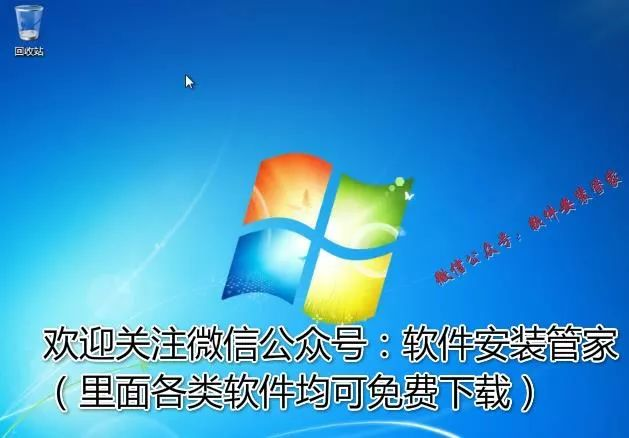 回收站
微信公众号：软件安装管家
欢迎关注微信公众号：软件安装管家
（里面各类软件均可免费下载）